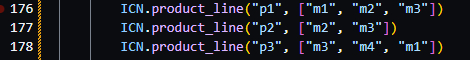 176 ICN.product_line("p1", ["m1", "m2", "m3"])
177 ICN.product_line("p2", ["m2", "m3"])
178 ICN.product_line("p3", ["m3", "m4", "m1"])